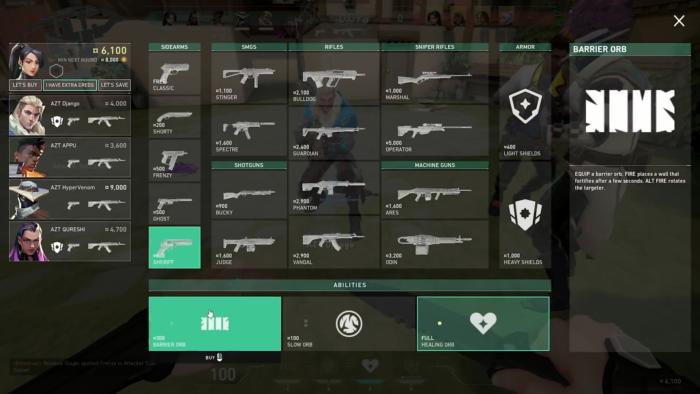 ¤ 6,100
MIN NEXT ROUND: ¤ 8,000
LET'S BUY
I HAVE EXTRA CREDS
LET'S SAVE
AZT Django
¤ 4,000
AZT APPU
¤ 3,600
AZT HyperVenom
¤ 9,000
AZT QURESHI
¤ 4,700
SIDEARMS
FREE
CLASSIC
¤200
SHORTY
¤500
FRENZY
¤500
GHOST
SHERIFF
SMGS
¤1,100
STINGER
¤1,600
SPECTRE
SHOTGUNS
¤900
BUCKY
¤1,600
JUDGE
RIFLES
¤2,100
BULLDOG
¤2,400
GUARDIAN
¤2,900
PHANTOM
¤2,900
VANDAL
SNIPER RIFLES
¤1,000
MARSHAL
¤5,000
OPERATOR
MACHINE GUNS
¤1,600
ARES
¤3,200
ODIN
ARMOR
¤400
LIGHT SHIELDS
¤1,000
HEAVY SHIELDS
ABILITIES
¤300
BARRIER ORB
¤100
SLOW ORB
FULL
HEALING ORB
BUY
BARRIER ORB
EQUIP a barrier orb. FIRE places a wall that
fortifies after a few seconds. ALT FIRE rotates
the targeter.
100
¤ 6,100